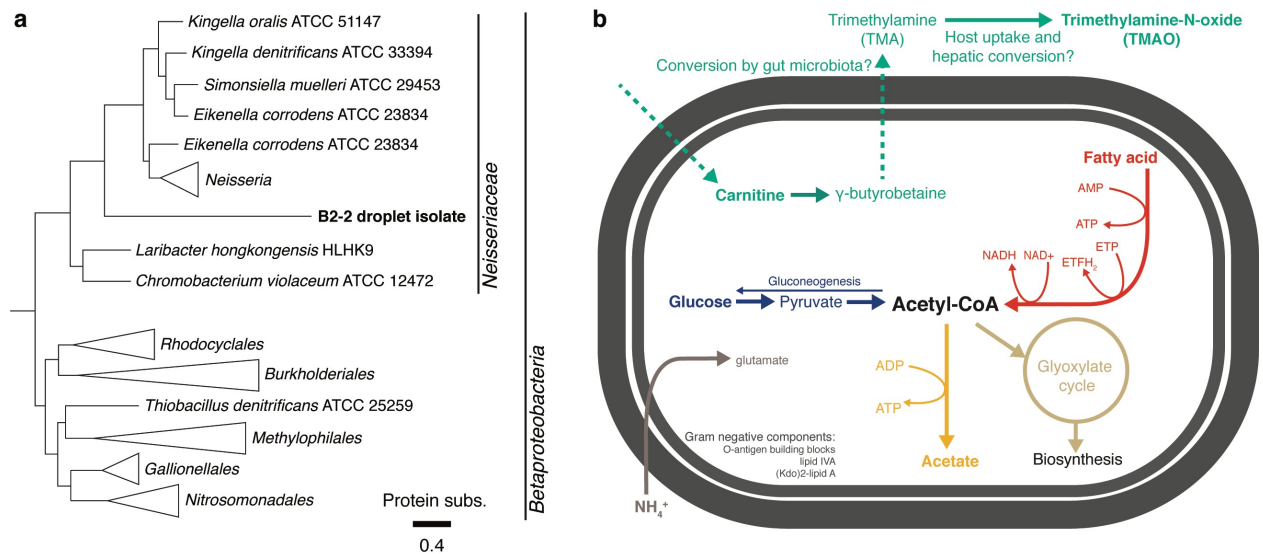 a
Kingella oralis ATCC 51147
Kingella denitrificans ATCC 33394
Simonsiella muelleri ATCC 29453
Eikenella corrodens ATCC 23834
Eikenella corrodens ATCC 23834
Neisseria
B2-2 droplet isolate
Laribacter hongkongensis HLHK9
Chromobacterium violaceum ATCC 12472
Neisseriaceae
Rhodocyclales
Burkholderiales
Thiobacillus denitrificans ATCC 25259
Methylophilales
Gallionellales
Nitrosomonadales
Betaproteobacteria
Protein subs.
0.4
b
Trimethylamine
(TMA)
Trimethylamine-N-oxide
(TMAO)
Host uptake and
hepatic conversion?
Conversion by gut microbiota?
Carnitine
γ-butyrobetaine
Fatty acid
AMP
ATP
ETP
ETFH₂
NAD+
NADH
Gluconeogenesis
Glucose
Pyruvate
Acetyl-CoA
glutamate
NH₄⁺
ADP
ATP
Acetate
Glyoxylate
cycle
Biosynthesis
Gram negative components:
O-antigen building blocks
lipid IVA
(Kdo)2-lipid A